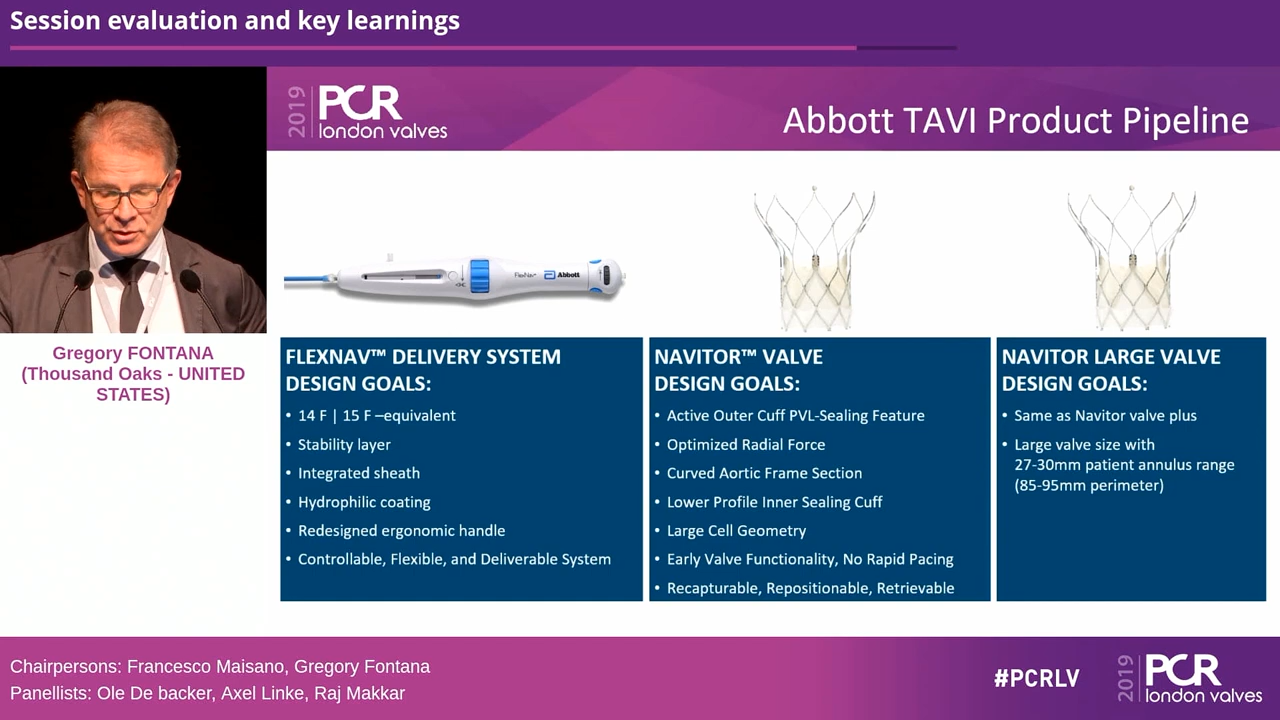 Session evaluation and key learnings
2019 PCR
london valves
Abbott TAVI Product Pipeline
FlexNav™ Abbott
Gregory FONTANA
(Thousand Oaks - UNITED
STATES)
FLEXNAV™ DELIVERY SYSTEM
DESIGN GOALS:
• 14 F | 15 F –equivalent
• Stability layer
• Integrated sheath
• Hydrophilic coating
• Redesigned ergonomic handle
• Controllable, Flexible, and Deliverable System
NAVITOR™ VALVE
DESIGN GOALS:
• Active Outer Cuff PVL-Sealing Feature
• Optimized Radial Force
• Curved Aortic Frame Section
• Lower Profile Inner Sealing Cuff
• Large Cell Geometry
• Early Valve Functionality, No Rapid Pacing
• Recapturable, Repositionable, Retrievable
NAVITOR LARGE VALVE
DESIGN GOALS:
• Same as Navitor valve plus
• Large valve size with
27-30mm patient annulus range
(85-95mm perimeter)
Chairpersons: Francesco Maisano, Gregory Fontana
Panellists: Ole De backer, Axel Linke, Raj Makkar
#PCRLV
2019 PCR
london valves